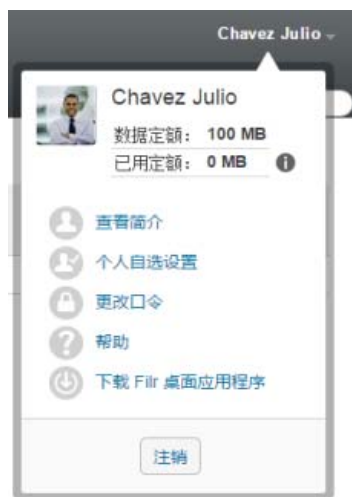 Chavez Julio
Chavez Julio
数据定額： 100 MB
已用定額： 0 MB
查看简介
个人自选设置
更改口令
帮助
下载 Filr 桌面应用程序
注销